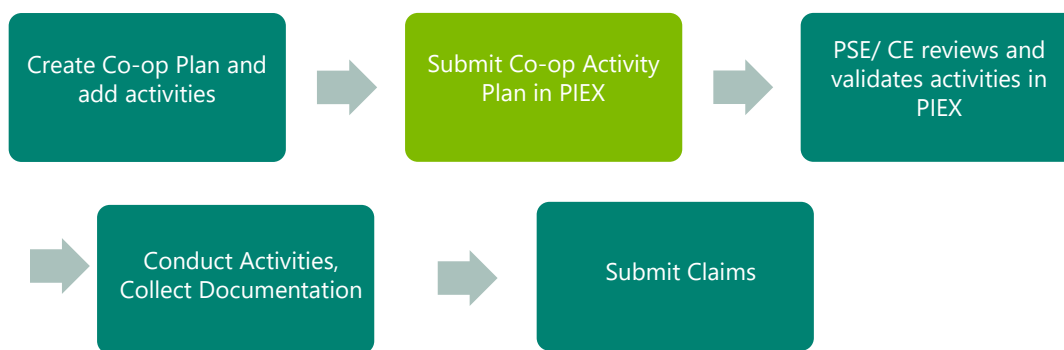 Create Co-op Plan and
add activities
Submit Co-op Activity
Plan in PIEX
PSE/ CE reviews and
validates activities in
PIEX
Conduct Activities,
Collect Documentation
Submit Claims